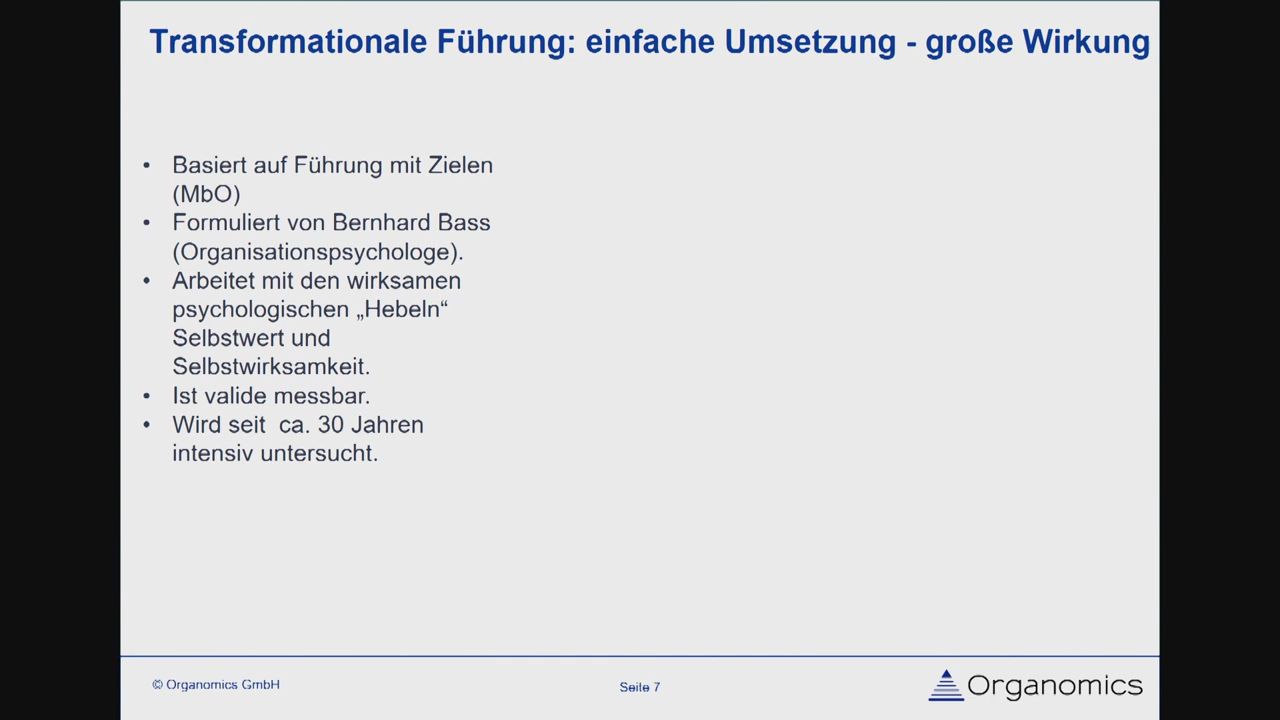 Transformationale Führung: einfache Umsetzung - große Wirkung
• Basiert auf Führung mit Zielen
(MbO)
• Formuliert von Bernhard Bass
(Organisationspsychologe).
• Arbeitet mit den wirksamen
psychologischen „Hebeln“
Selbstwert und
Selbstwirksamkeit.
• Ist valide messbar.
• Wird seit  ca. 30 Jahren
intensiv untersucht.
© Organomics GmbH
Seite 7
Organomics